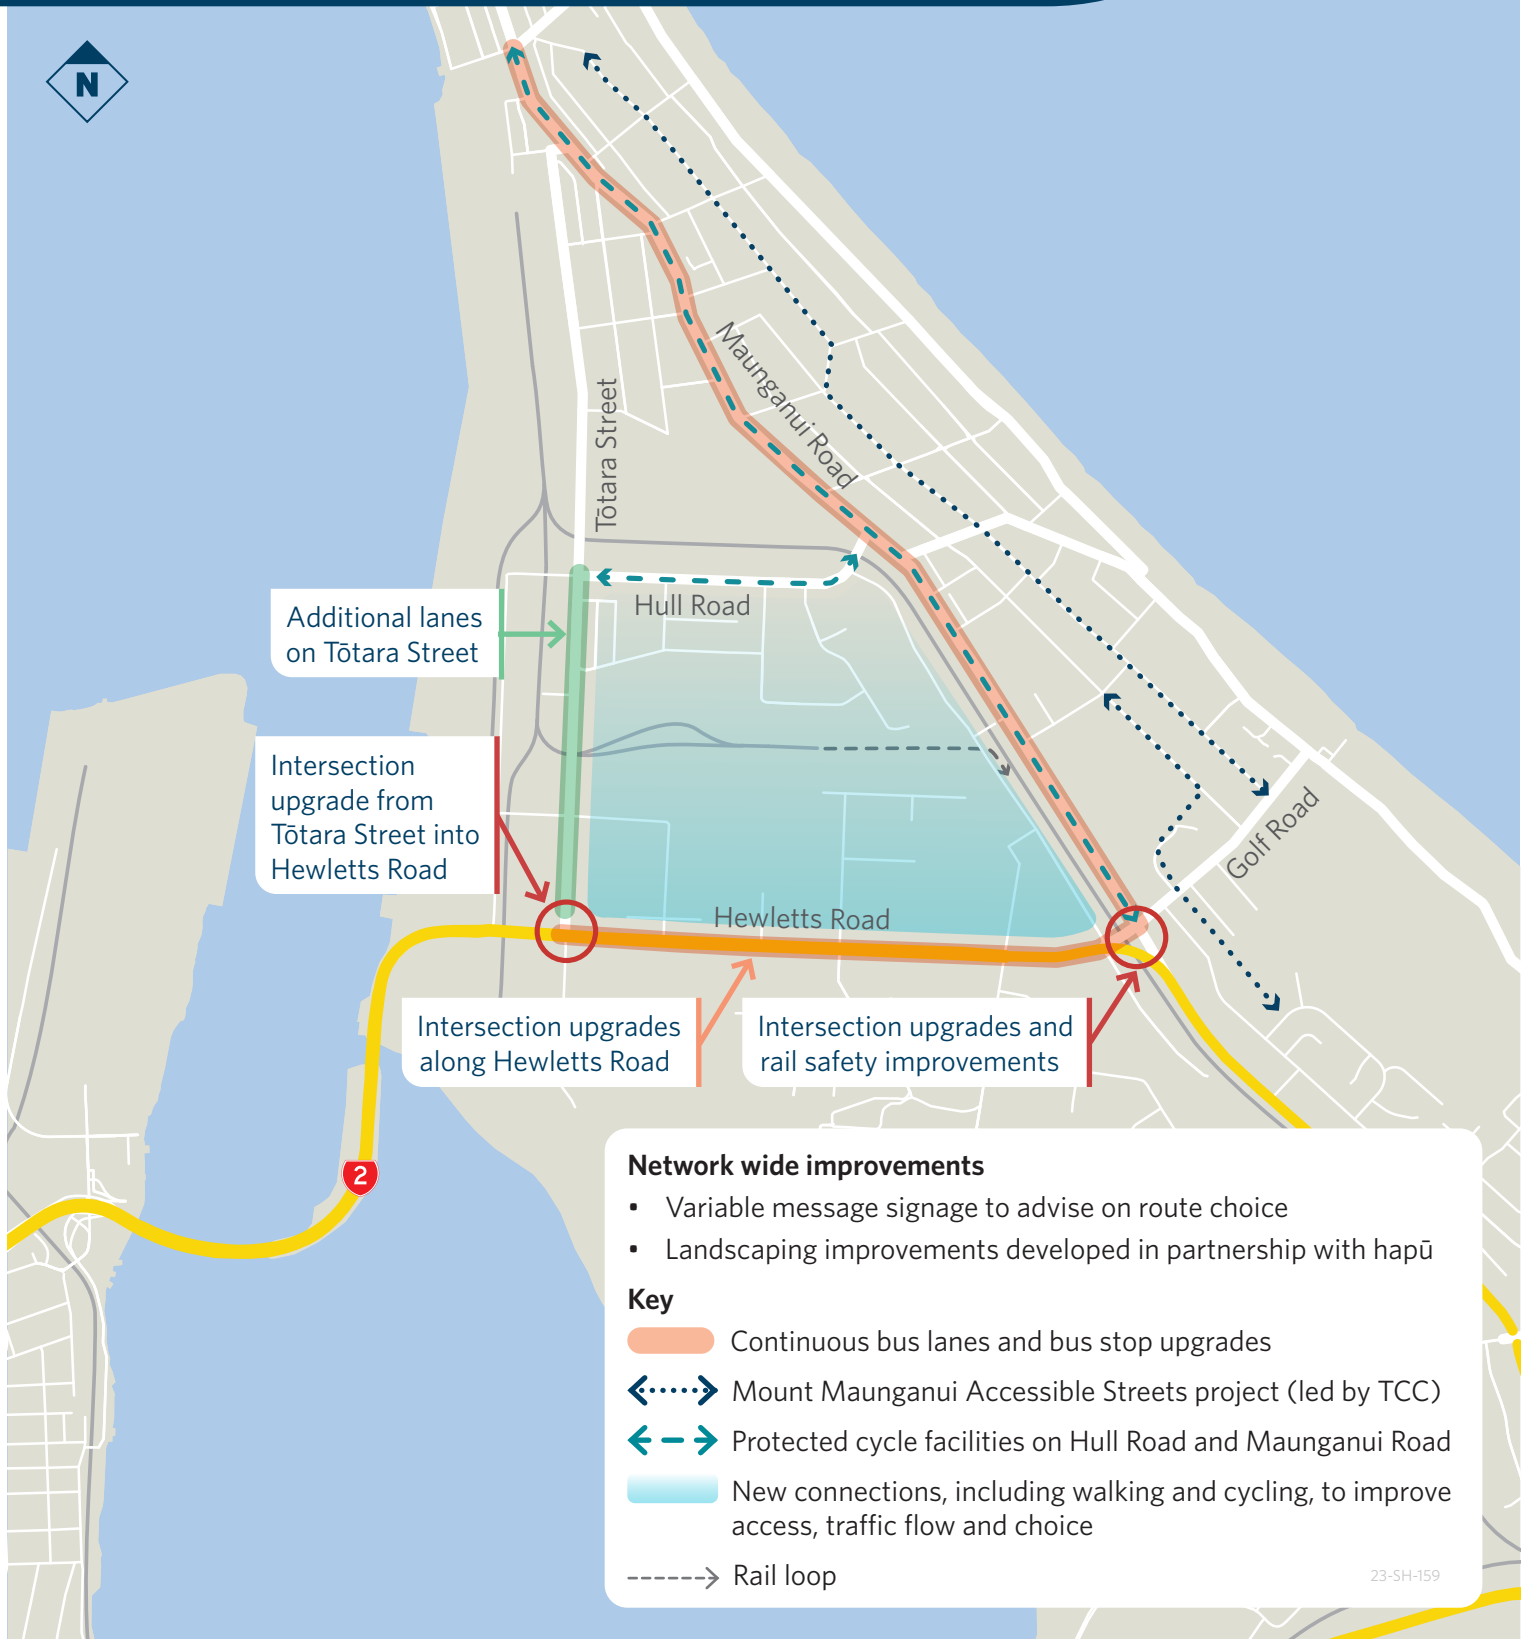 N
Maunganui Road
Tōtara Street
Hull Road
Additional lanes
on Tōtara Street
Intersection
upgrade from
Tōtara Street into
Hewletts Road
Golf Road
Hewletts Road
Intersection upgrades
along Hewletts Road
Intersection upgrades and
rail safety improvements
2
Network wide improvements
• Variable message signage to advise on route choice
• Landscaping improvements developed in partnership with hapū
Key
Continuous bus lanes and bus stop upgrades
Mount Maunganui Accessible Streets project (led by TCC)
Protected cycle facilities on Hull Road and Maunganui Road
New connections, including walking and cycling, to improve
access, traffic flow and choice
Rail loop
23-SH-159